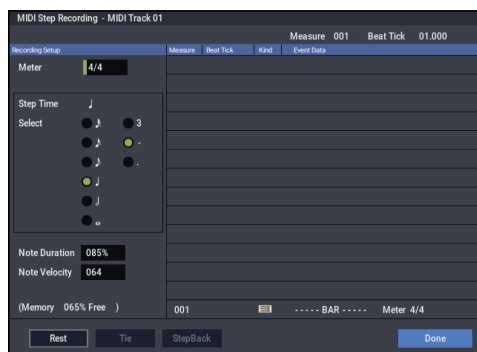 MIDI Step Recording - MIDI Track 01
Measure 001 Beat Tick 01.000
Recording Setup Measure Beat Tick Kind Event Data
Meter 4/4
Step Time ♩
Select 𝅘𝅥𝅰 3
𝅘𝅥𝅯 -
♪ .
♩
𝅗𝅥
𝅝
Note Duration 085%
Note Velocity 064
(Memory 065% Free ) 001 ----- BAR ----- Meter 4/4
Rest Tie StepBack Done